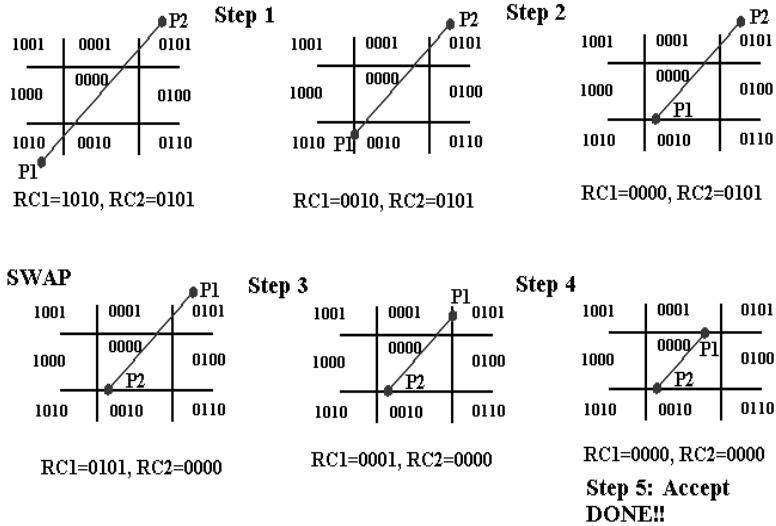 P2
Step 1
P2
Step 2
P2
1001 0001 0101
1001 0001 0101
1001 0001 0101
0000
0000
0000
1000 0100
1000 0100
1000 0100
P1
1010 0010 0110
1010 P1 0010 0110
1010 0010 0110
P1
RC1=1010, RC2=0101
RC1=0010, RC2=0101
RC1=0000, RC2=0101
SWAP
P1
Step 3
P1
Step 4
1001 0001 0101
1001 0001 0101
1001 0001 0101
0000
0000
0000 P1
1000 0100
1000 0100
1000 0100
P2
P2
P2
1010 0010 0110
1010 0010 0110
1010 0010 0110
RC1=0101, RC2=0000
RC1=0001, RC2=0000
RC1=0000, RC2=0000
Step 5: Accept
DONE!!